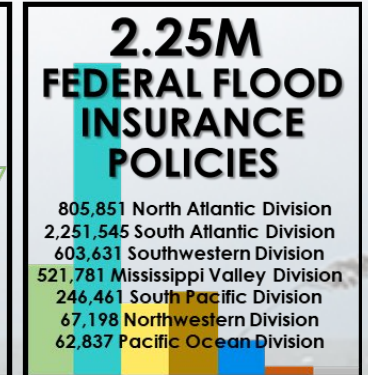 2.25M
FEDERAL FLOOD
INSURANCE
POLICIES
805,851 North Atlantic Division
2,251,545 South Atlantic Division
603,631 Southwestern Division
521,781 Mississippi Valley Division
246,461 South Pacific Division
67,198 Northwestern Division
62,837 Pacific Ocean Division